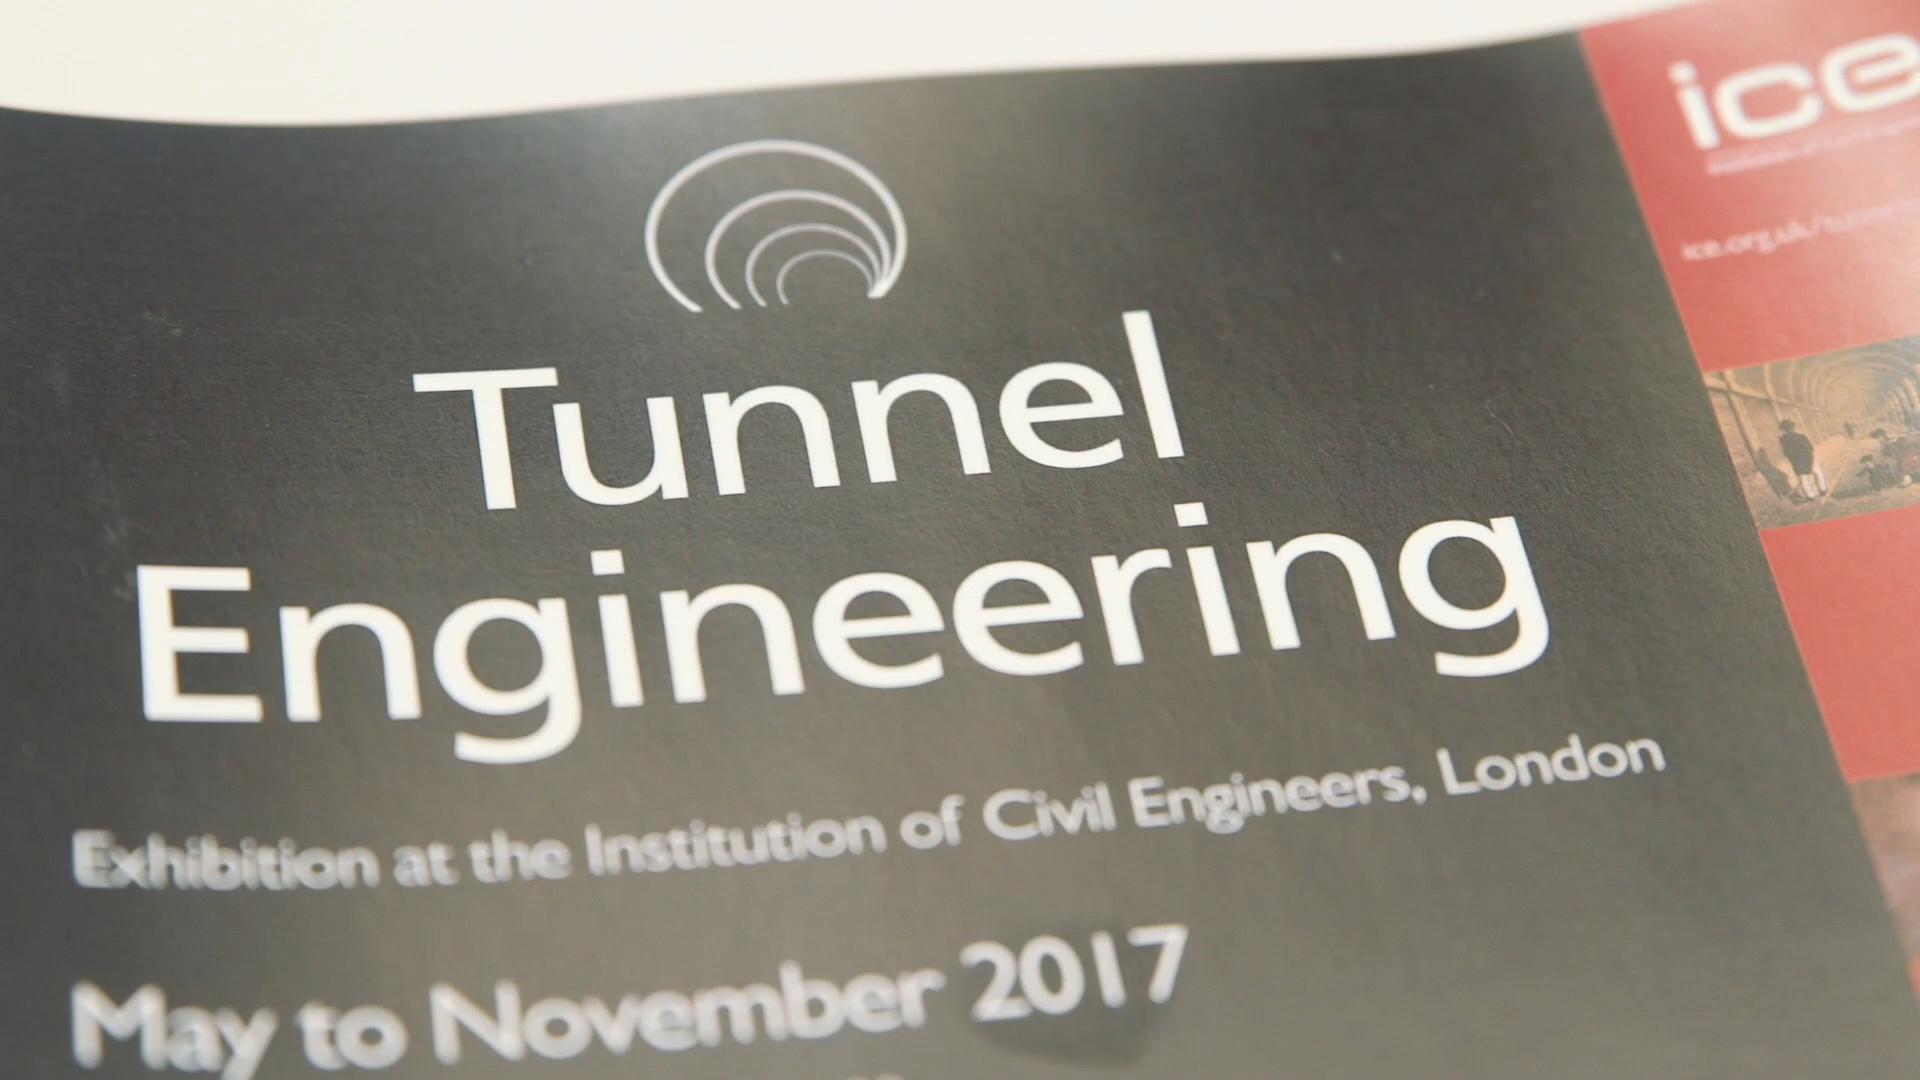 Tunnel
Engineering
Exhibition at the Institution of Civil Engineers, London
May to November 2017
ice